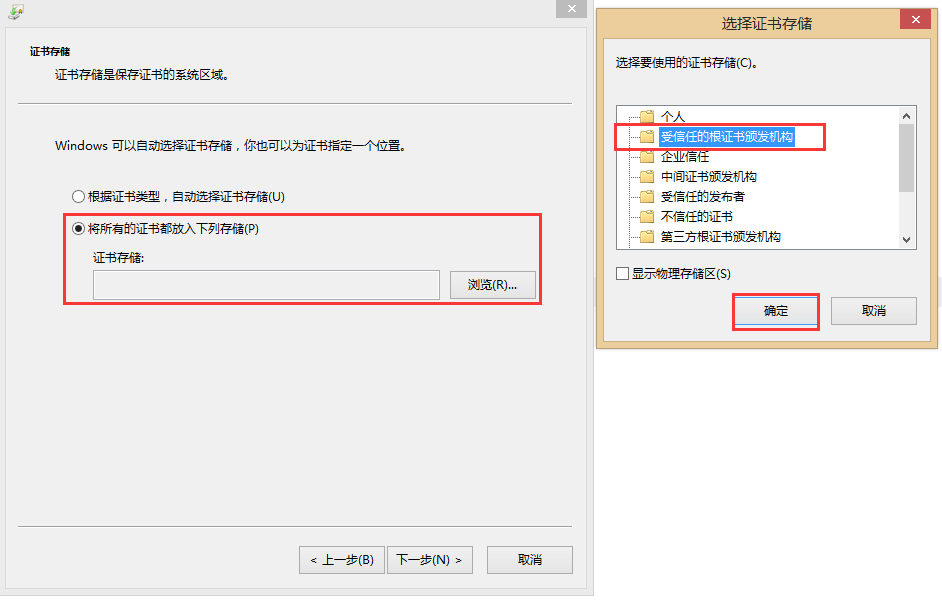 证书存储
证书存储是保存证书的系统区域。
Windows 可以自动选择证书存储，你也可以为证书指定一个位置。
根据证书类型，自动选择证书存储(U)
将所有的证书都放入下列存储(P)
证书存储:
浏览(R)...
< 上一步(B)
下一步(N) >
取消
选择证书存储
选择要使用的证书存储(C)。
个人
受信任的根证书颁发机构
企业信任
中间证书颁发机构
受信任的发布者
不信任的证书
第三方根证书颁发机构
显示物理存储区(S)
确定
取消